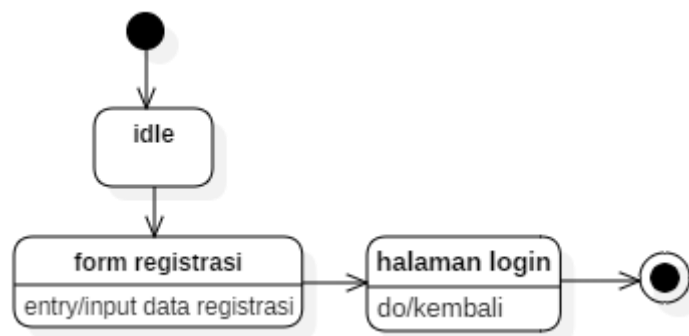 idle
form registrasi
entry/input data registrasi
halaman login
do/kembali